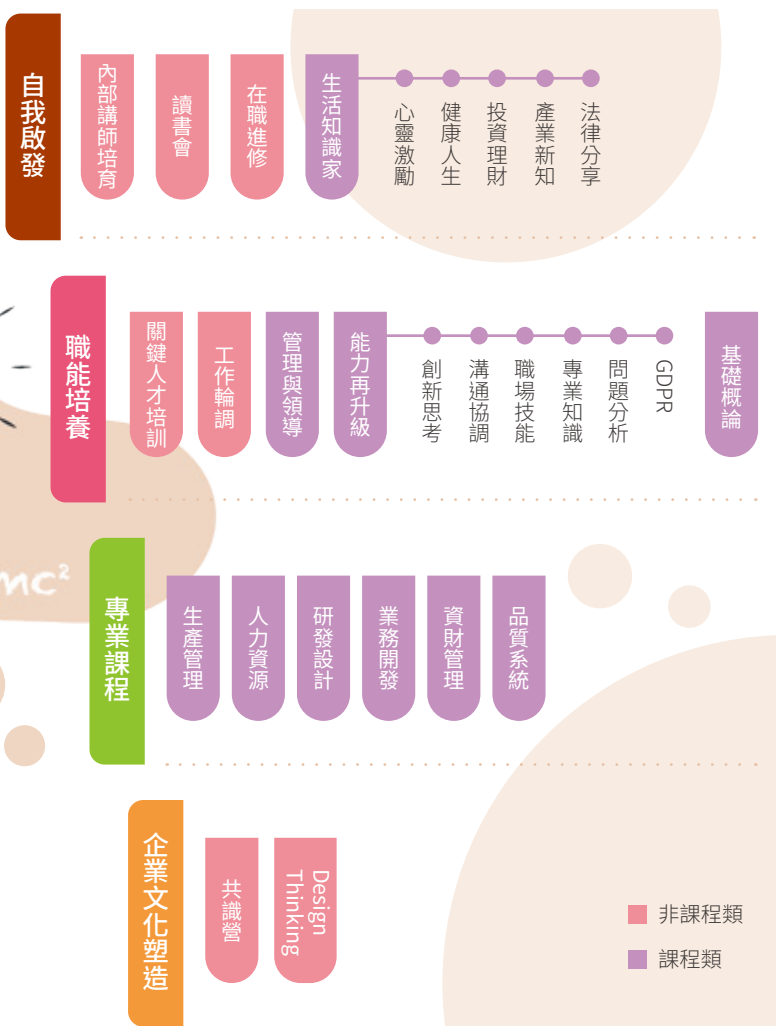 自我啟發
內部講師培育
讀書會
在職進修
生活知識家
心靈激勵
健康人生
投資理財
產業新知
法律分享
職能培養
關鍵人才培訓
工作輪調
管理與領導
能力再升級
創新思考
溝通協調
職場技能
專業知識
問題分析
GDPR
基礎概論
mc²
專業課程
生產管理
人力資源
研發設計
業務開發
資財管理
品質系統
企業文化塑造
共識營
Design
Thinking
非課程類
課程類